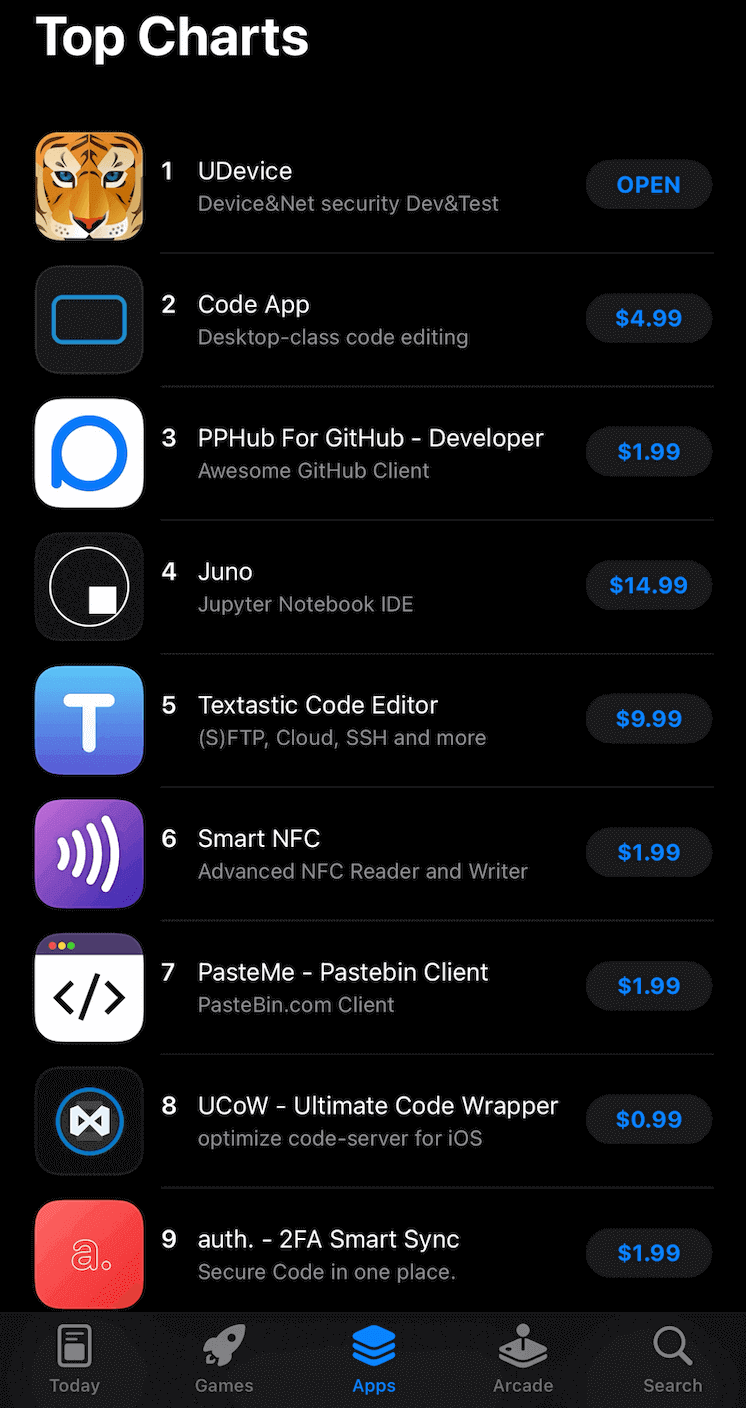 Top Charts
1 UDevice
Device&Net security Dev&Test
OPEN
2 Code App
Desktop-class code editing
$4.99
3 PPHub For GitHub - Developer
Awesome GitHub Client
$1.99
4 Juno
Jupyter Notebook IDE
$14.99
T
5 Textastic Code Editor
(S)FTP, Cloud, SSH and more
$9.99
6 Smart NFC
Advanced NFC Reader and Writer
$1.99
</>
7 PasteMe - Pastebin Client
PasteBin.com Client
$1.99
8 UCoW - Ultimate Code Wrapper
optimize code-server for iOS
$0.99
a.
9 auth. - 2FA Smart Sync
Secure Code in one place.
$1.99
Today
Games
Apps
Arcade
Search